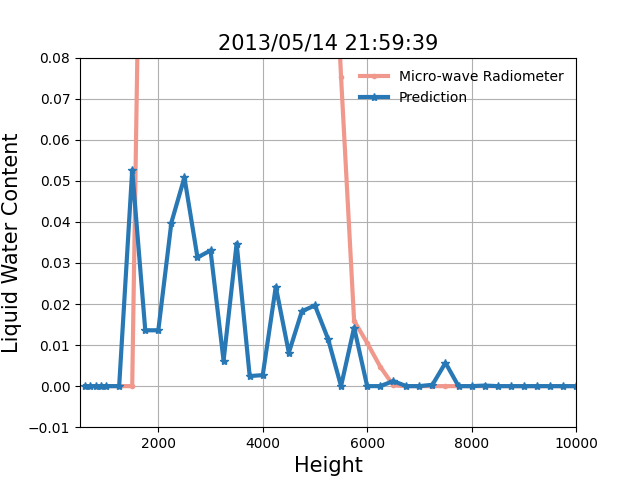 2013/05/14 21:59:39
0.08
0.07
0.06
0.05
0.04
0.03
0.02
0.01
0.00
−0.01
Liquid Water Content
Micro-wave Radiometer
Prediction
2000 4000 6000 8000 10000
Height